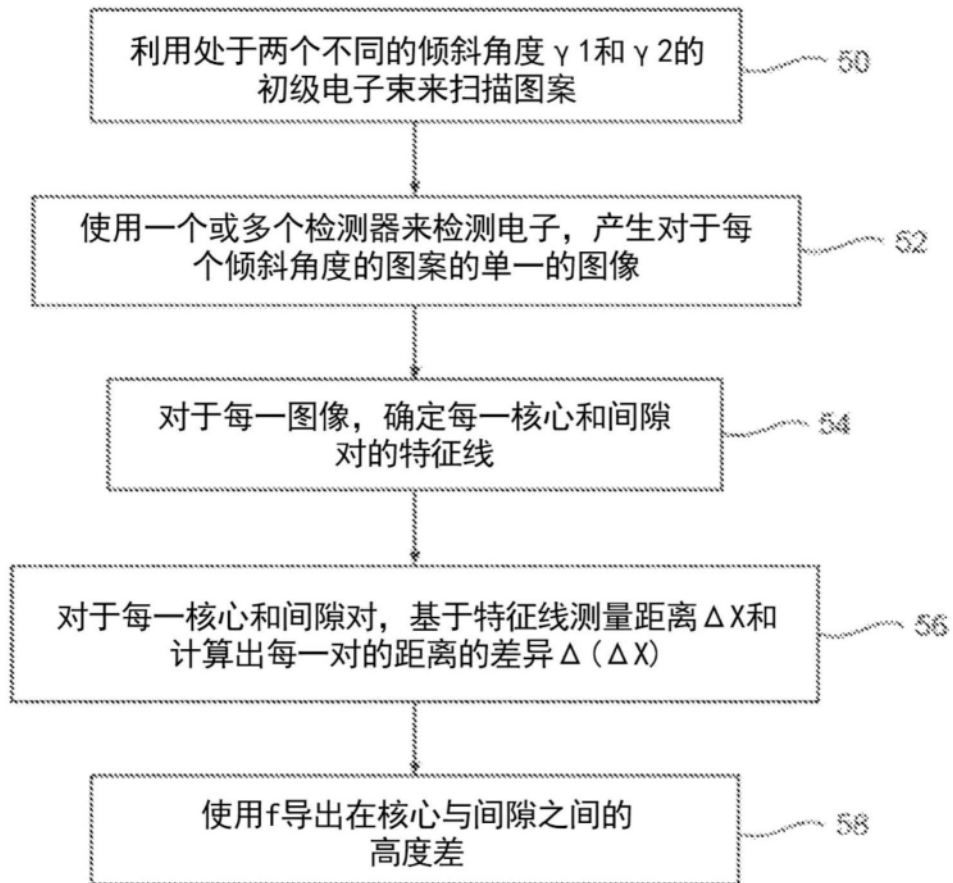 利用处于两个不同的倾斜角度γ1和γ2的
初级电子束来扫描图案
50
使用一个或多个检测器来检测电子，产生对于每
个倾斜角度的图案的单一的图像
52
对于每一图像，确定每一核心和间隙
对的特征线
54
对于每一核心和间隙对，基于特征线测量距离ΔX和
计算出每一对的距离的差异Δ(ΔX)
56
使用f导出在核心与间隙之间的
高度差
58